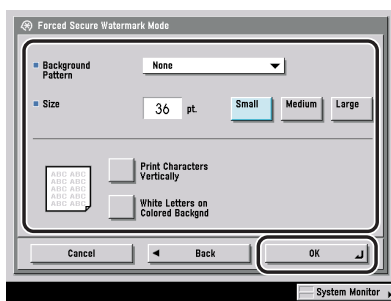 Forced Secure Watermark Mode
Background
Pattern
None
Size
36 pt.
Small
Medium
Large
ABC ABC
ABC ABC
ABC ABC
ABC ABC
Print Characters
Vertically
White Letters on
Colored Backgnd
Cancel
Back
OK
System Monitor